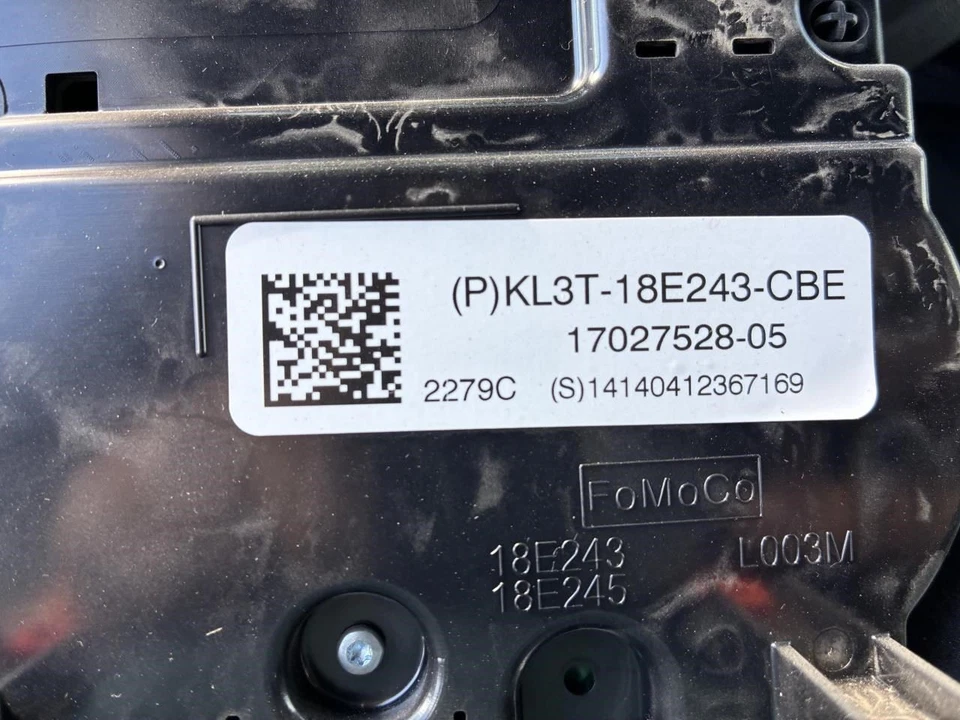 (P)KL3T-18E243-CBE
17027528-05
2279C (S)14140412367169
FoMoCo
18E243 L003M
18E245